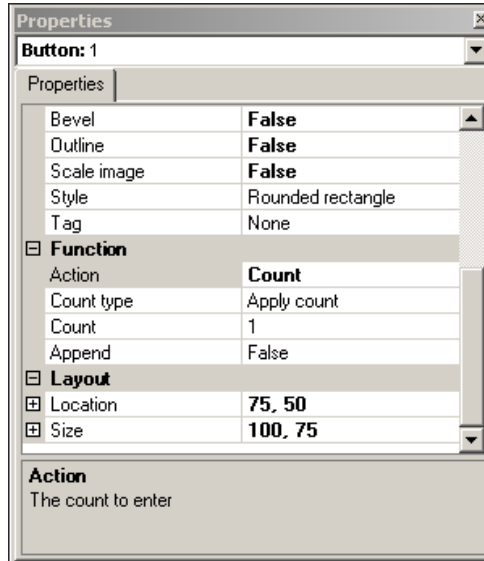 Properties
Button: 1
Properties
Bevel False
Outline False
Scale image False
Style Rounded rectangle
Tag None
Function
Action Count
Count type Apply count
Count 1
Append False
Layout
Location 75, 50
Size 100, 75
Action
The count to enter